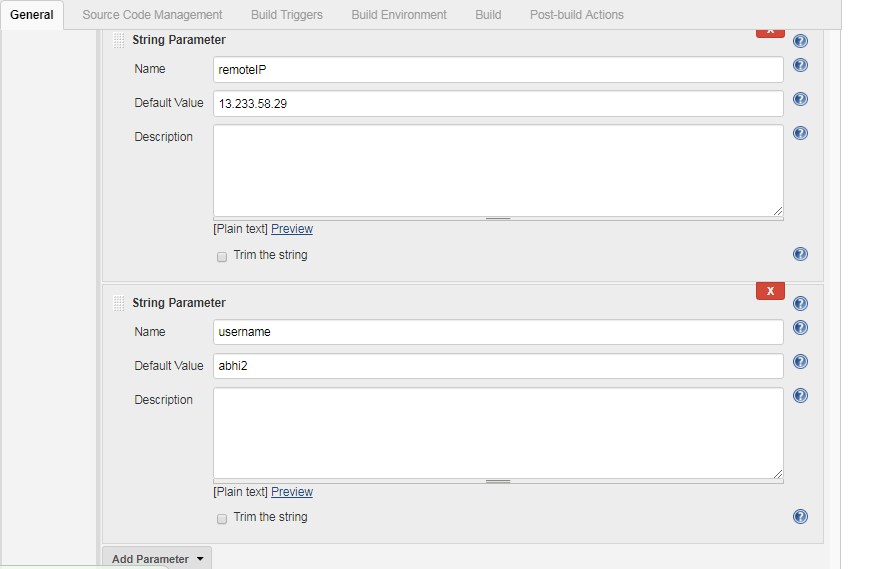 General Source Code Management Build Triggers Build Environment Build Post-build Actions
String Parameter X
Name remoteIP
Default Value 13.233.58.29
Description
[Plain text] Preview
Trim the string
X
String Parameter
Name username
Default Value abhi2
Description
[Plain text] Preview
Trim the string
Add Parameter